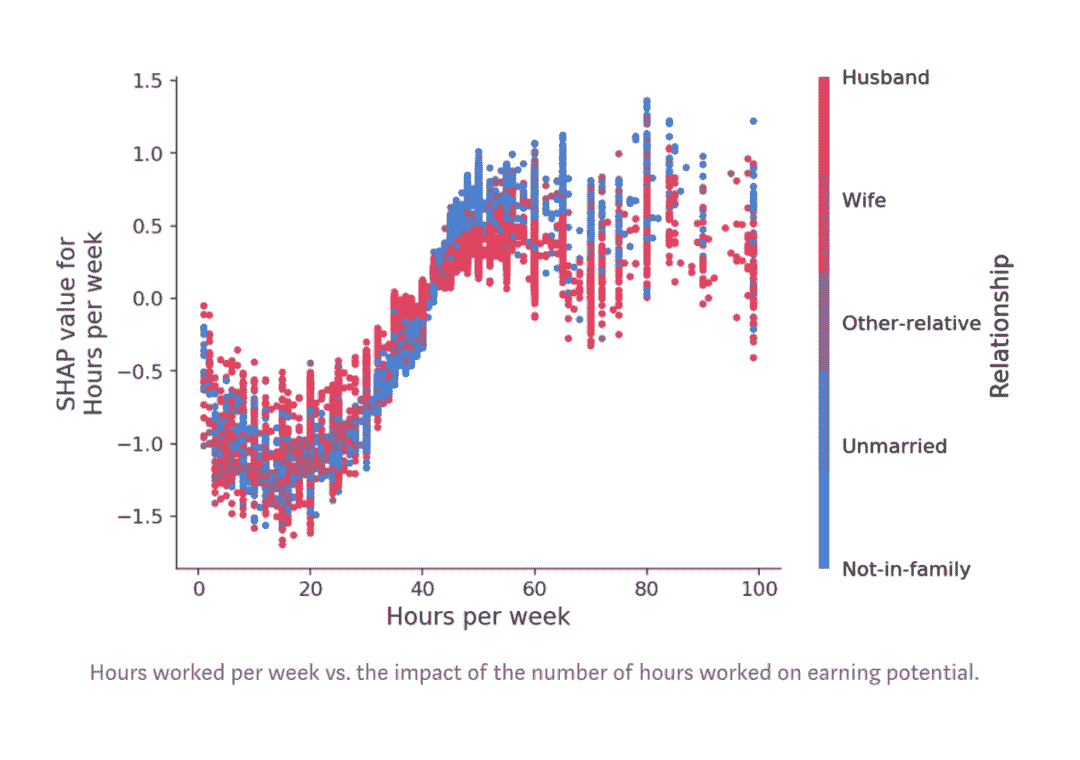 1.5
1.0
0.5
0.0
−0.5
−1.0
−1.5
SHAP value for
Hours per week
0
20
40
60
80
100
Hours per week
Husband
Wife
Other-relative
Unmarried
Not-in-family
Relationship
Hours worked per week vs. the impact of the number of hours worked on earning potential.